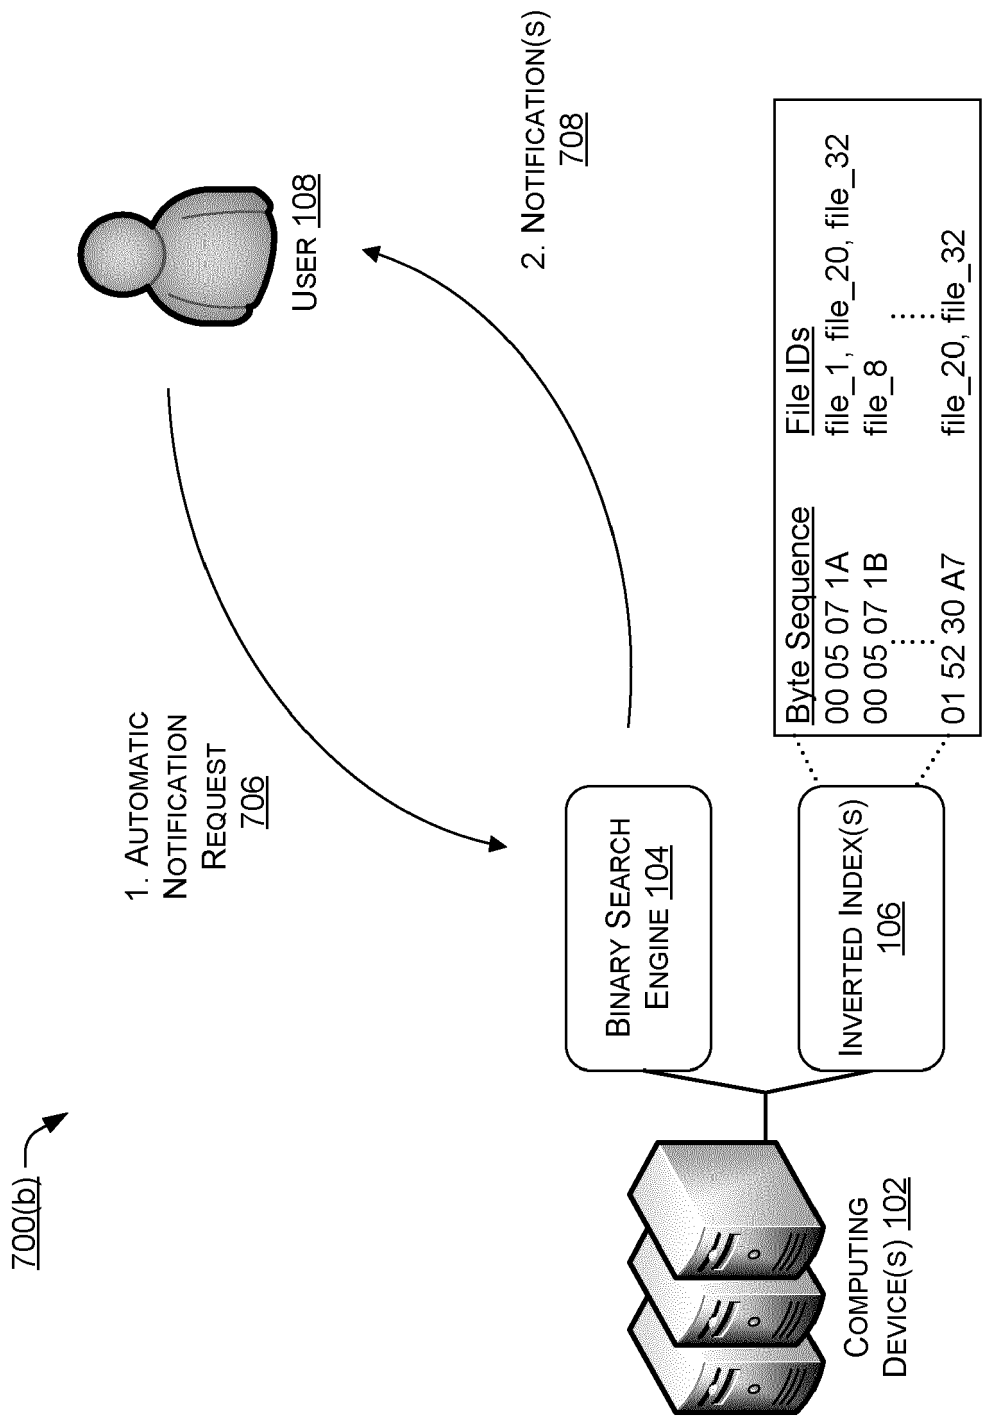 700(b)
1. AUTOMATIC
NOTIFICATION
REQUEST
706
USER 108
2. NOTIFICATION(S)
708
BINARY SEARCH
ENGINE 104
COMPUTING
DEVICE(S) 102
INVERTED INDEX(S)
106
Byte Sequence File IDs
00 05 07 1A file_1, file_20, file_32
00 05 07 1B file_8
01 52 30 A7 file_20, file_32